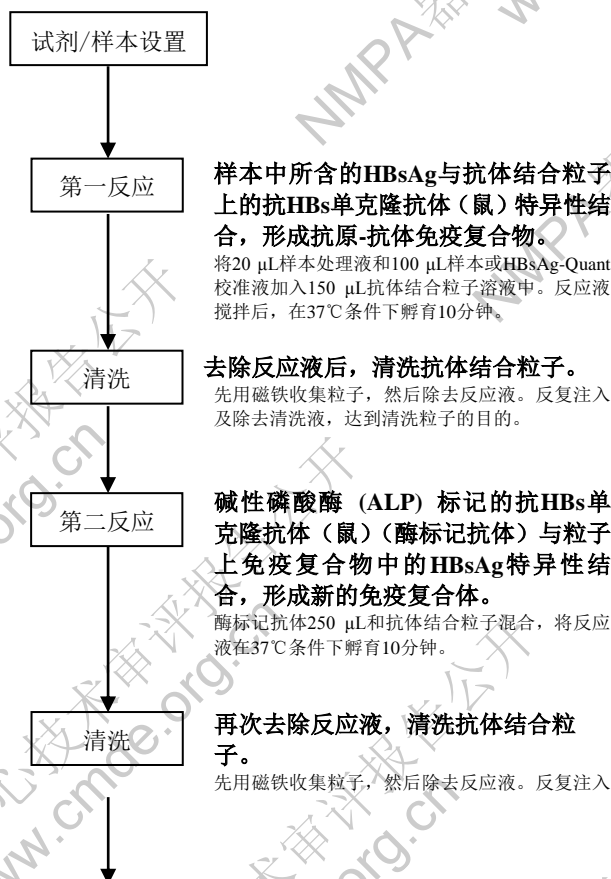 试剂/样本设置
第一反应
样本中所含的HBsAg与抗体结合粒子
上的抗HBs单克隆抗体（鼠）特异性结
合，形成抗原-抗体免疫复合物。
将20 μL样本处理液和100 μL样本或HBsAg-Quant
校准液加入150 μL抗体结合粒子溶液中。反应液
搅拌后，在37℃条件下孵育10分钟。
清洗
去除反应液后，清洗抗体结合粒子。
先用磁铁收集粒子，然后除去反应液。反复注入
及除去清洗液，达到清洗粒子的目的。
第二反应
碱性磷酸酶 (ALP) 标记的抗HBs单
克隆抗体（鼠）（酶标记抗体）与粒子
上免疫复合物中的HBsAg特异性结
合，形成新的免疫复合体。
酶标记抗体250 μL和抗体结合粒子混合，将反应
液在37℃条件下孵育10分钟。
清洗
再次去除反应液，清洗抗体结合粒
子。
先用磁铁收集粒子，然后除去反应液。反复注入